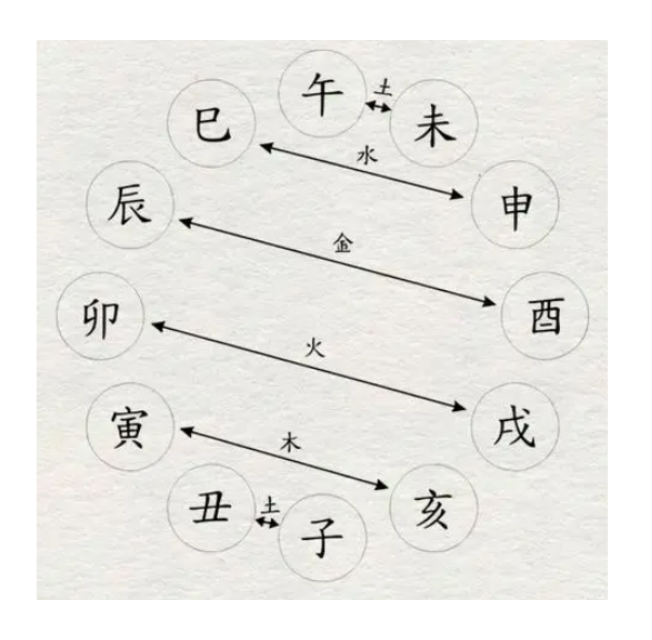 午
土
巳
未
水
辰
申
金
卯
酉
火
寅
戌
木
丑
土
子
亥